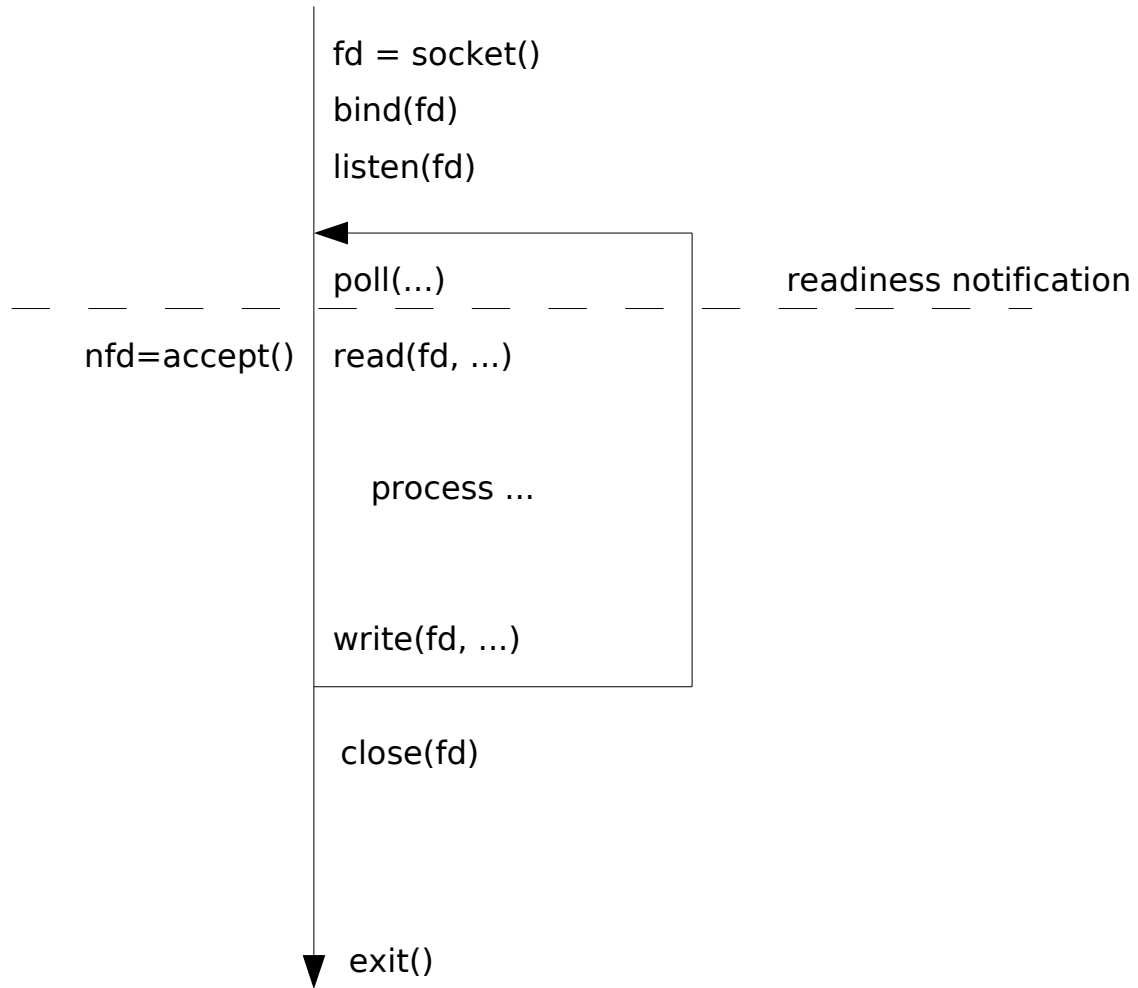 fd = socket()
bind(fd)
listen(fd)
poll(...)
readiness notification
nfd=accept()
read(fd, ...)
process ...
write(fd, ...)
close(fd)
exit()